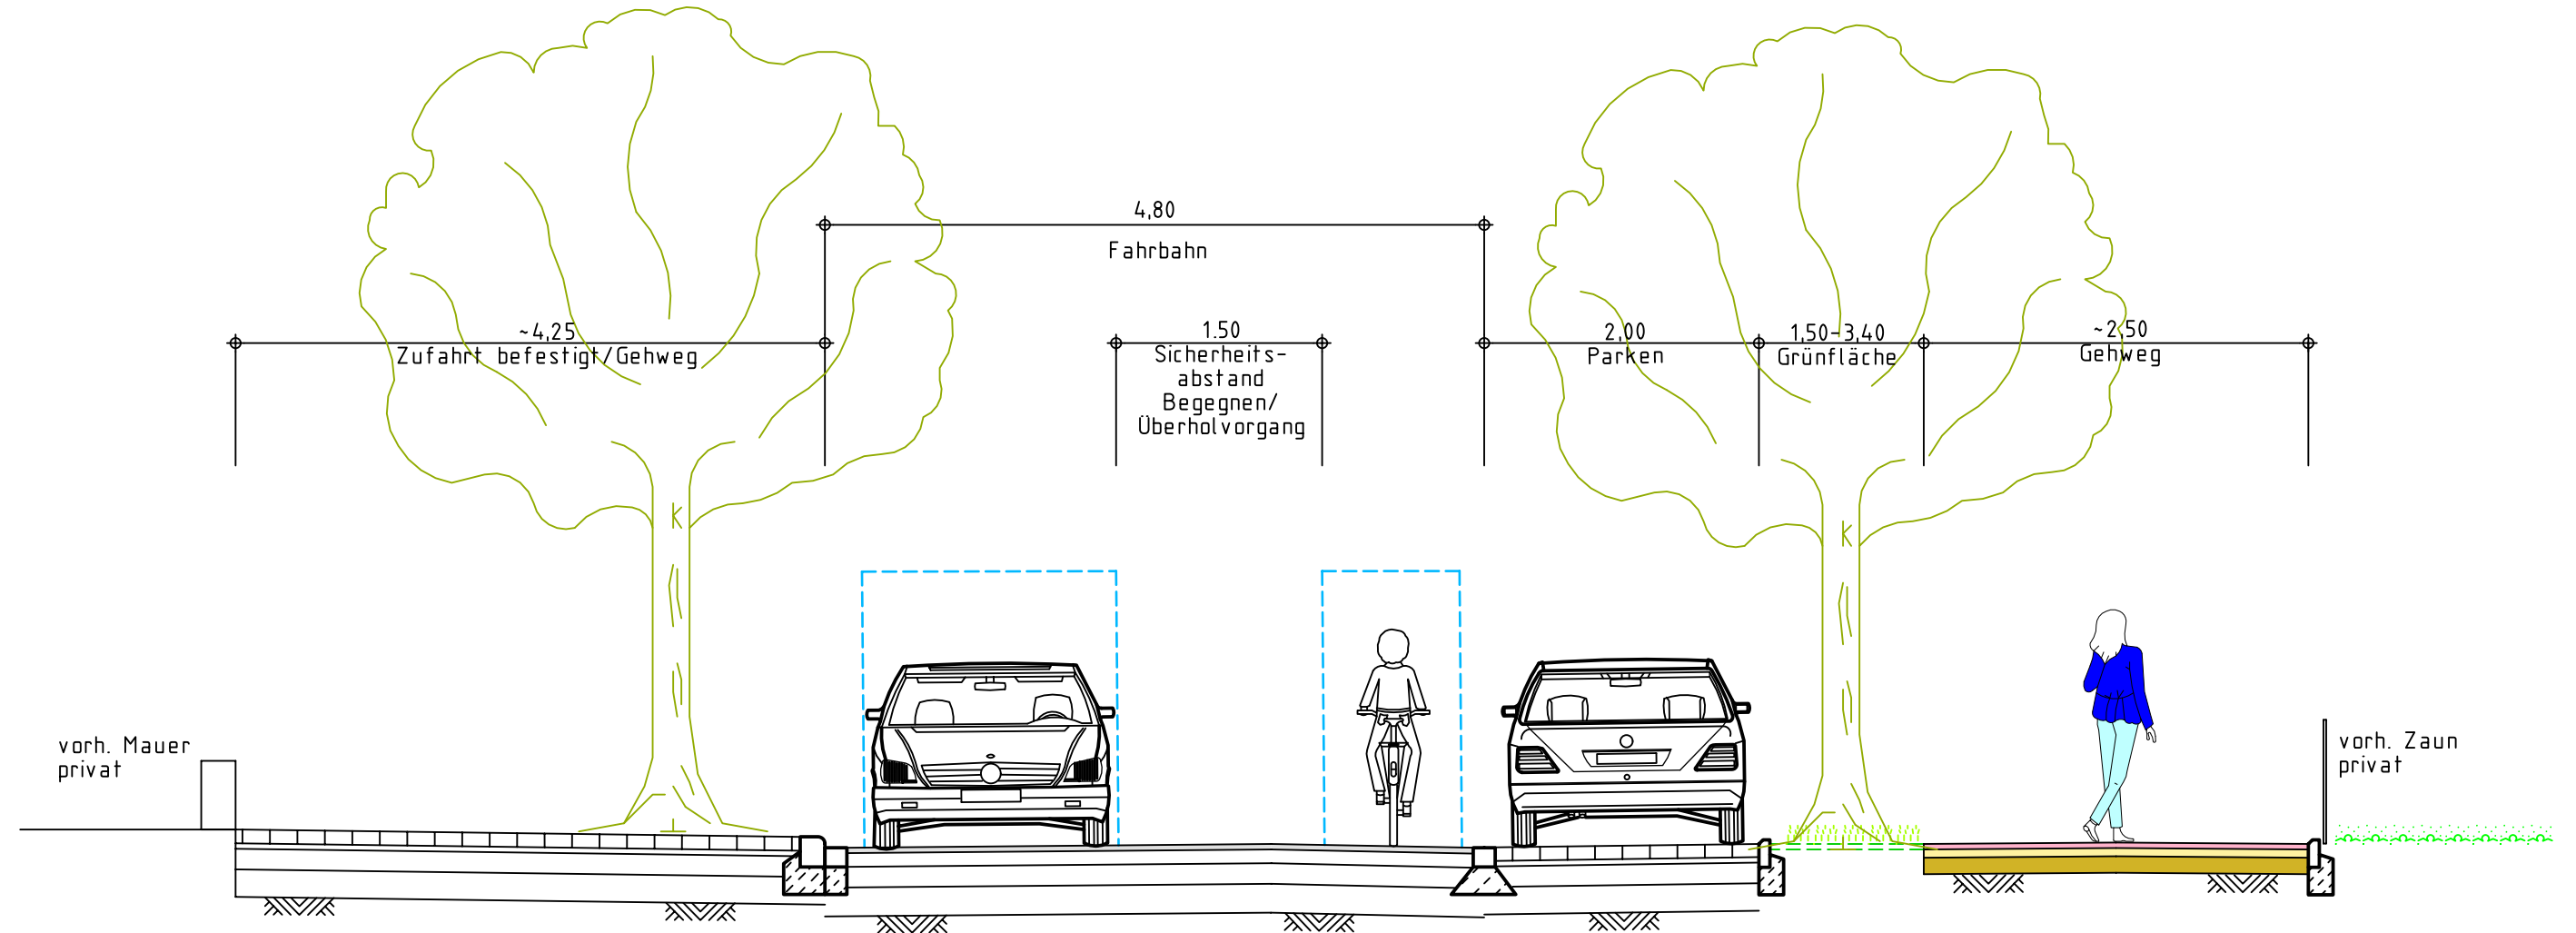 4,80
Fahrbahn
~4,25
Zufahrt befestigt/Gehweg
1.50
Sicherheits-
abstand
Begegnen/
Überholvorgang
2,00
Parken
1,50-3,40
Grünfläche
~2,50
Gehweg
K
K
vorh. Mauer
privat
vorh. Zaun
privat